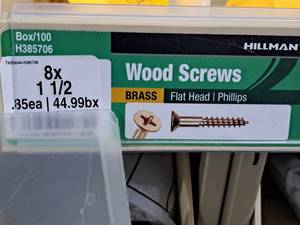 Box/100
H385706
HILLMAN
8x
1 1/2
.85ea | 44.99bx
Wood Screws
BRASS Flat Head | Phillips